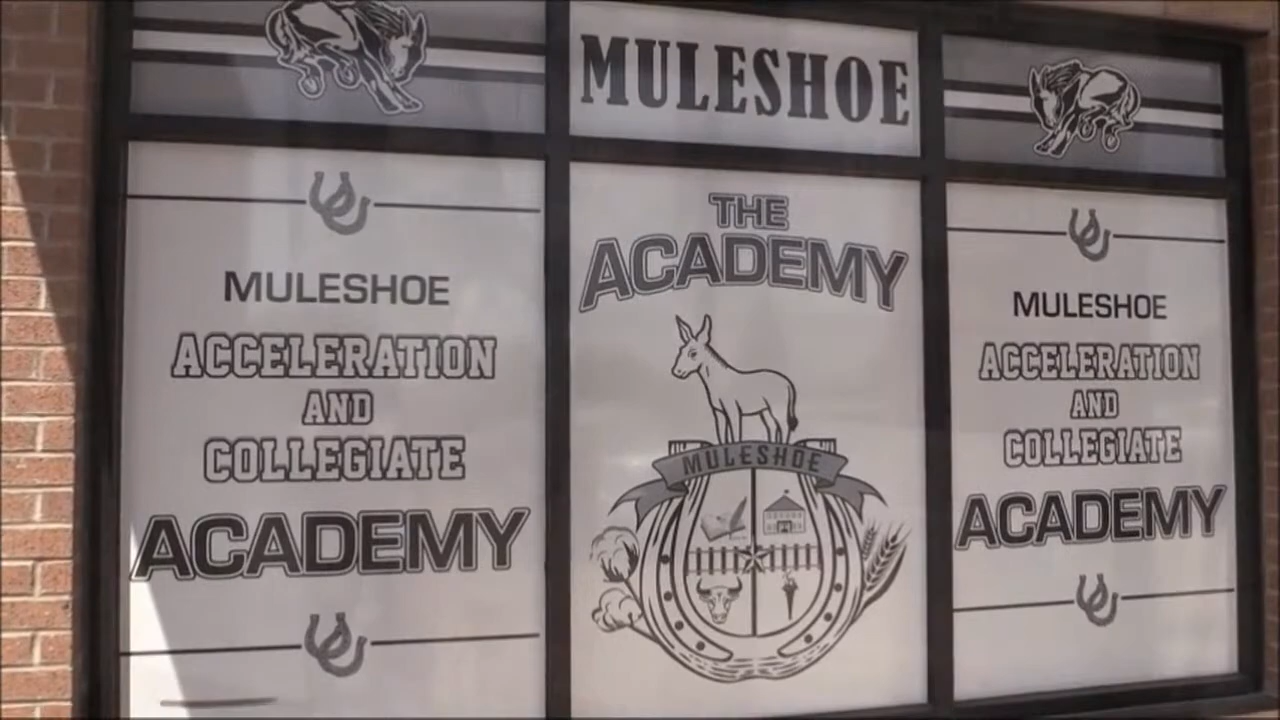 MULESHOE
MULESHOE
ACCELERATION
AND
COLLEGIATE
ACADEMY
THE
ACADEMY
MULESHOE
MULESHOE
ACCELERATION
AND
COLLEGIATE
ACADEMY